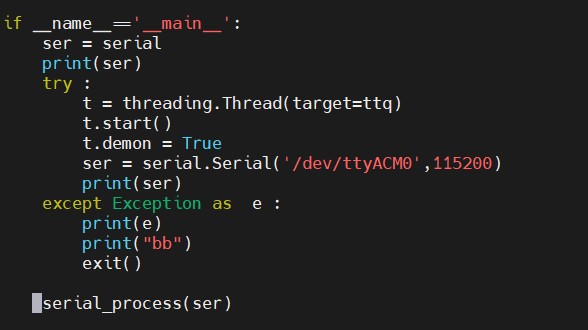 if __name__=='__main__':
    ser = serial
    print(ser)
    try :
        t = threading.Thread(target=ttq)
        t.start()
        t.demon = True
        ser = serial.Serial('/dev/ttyACM0',115200)
        print(ser)
    except Exception as  e :
        print(e)
        print("bb")
        exit()

    serial_process(ser)